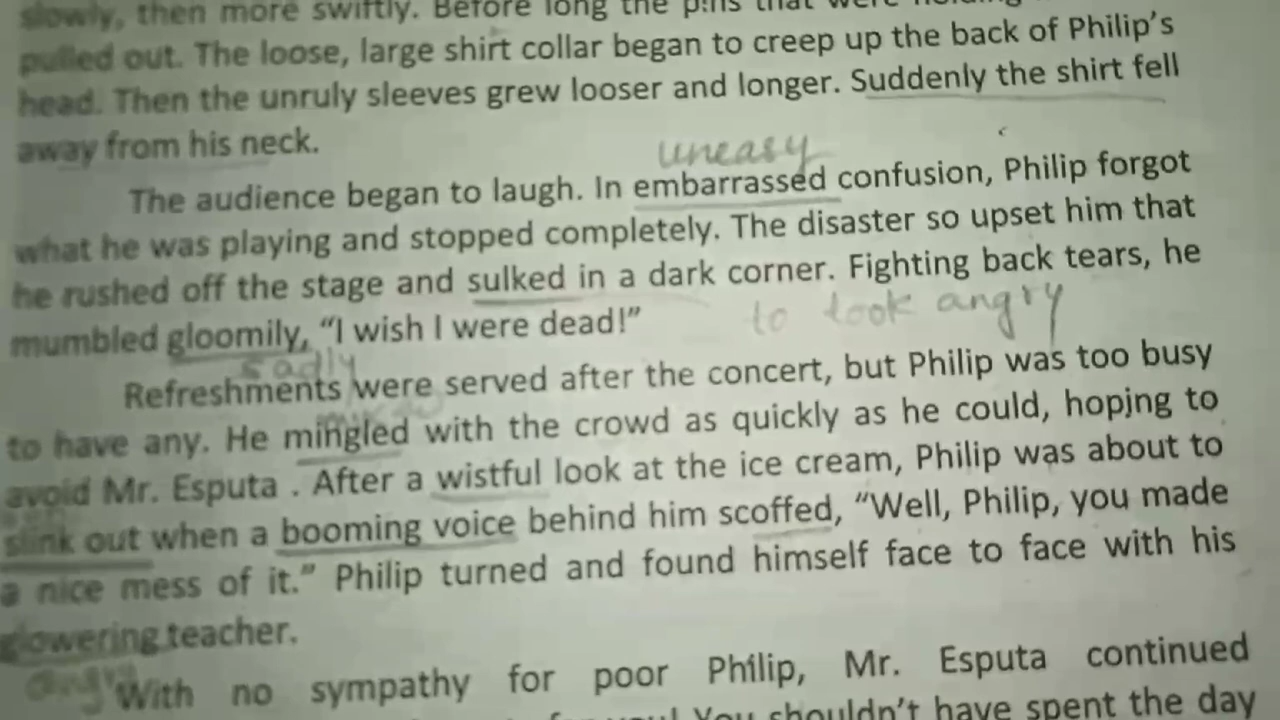 slowly, then more swiftly. Before long the pins that were
pulled out. The loose, large shirt collar began to creep up the back of Philip's
head. Then the unruly sleeves grew looser and longer. Suddenly the shirt fell
away from his neck.
uneasy
The audience began to laugh. In embarrassed confusion, Philip forgot
what he was playing and stopped completely. The disaster so upset him that
he rushed off the stage and sulked in a dark corner. Fighting back tears, he
to look angry
mumbled gloomily, “I wish I were dead!”
sadly
Refreshments were served after the concert, but Philip was too busy
to have any. He mingled with the crowd as quickly as he could, hoping to
avoid Mr. Esputa . After a wistful look at the ice cream, Philip was about to
slink out when a booming voice behind him scoffed, “Well, Philip, you made
a nice mess of it.” Philip turned and found himself face to face with his
glowering teacher.
angry
With no sympathy for poor Philip, Mr. Esputa continued
you! You shouldn't have spent the day